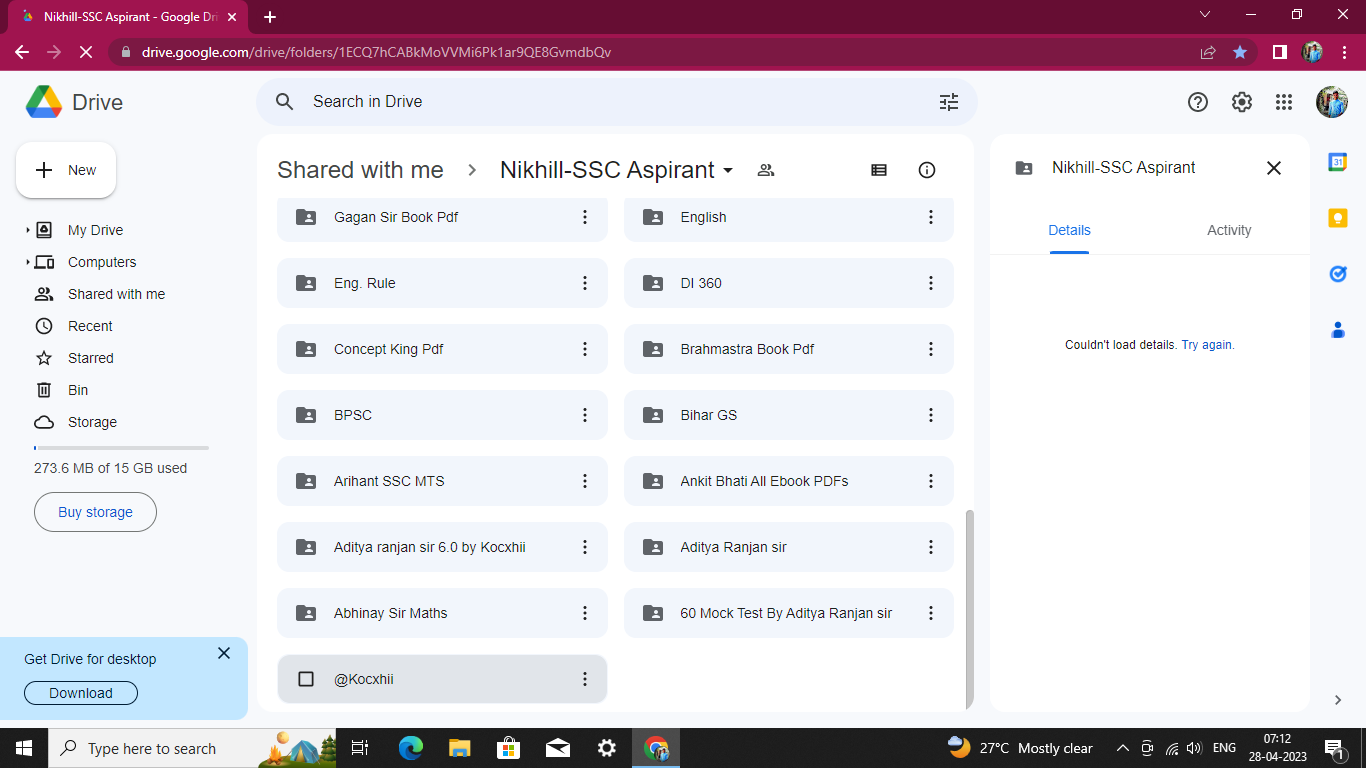 Nikhill-SSC Aspirant - Google Dri
drive.google.com/drive/folders/1ECQ7hCABkMoVVMi6Pk1ar9QE8GvmdbQv
Drive
Search in Drive
New
My Drive
Computers
Shared with me
Recent
Starred
Bin
Storage
273.6 MB of 15 GB used
Buy storage
Get Drive for desktop
Download
Shared with me > Nikhill-SSC Aspirant
Gagan Sir Book Pdf
English
Eng. Rule
DI 360
Concept King Pdf
Brahmastra Book Pdf
BPSC
Bihar GS
Arihant SSC MTS
Ankit Bhati All Ebook PDFs
Aditya ranjan sir 6.0 by Kocxhii
Aditya Ranjan sir
Abhinay Sir Maths
60 Mock Test By Aditya Ranjan sir
@Kocxhii
Nikhill-SSC Aspirant
Details
Activity
Couldn't load details. Try again.
31
Type here to search
27°C Mostly clear
ENG
07:12
28-04-2023
1